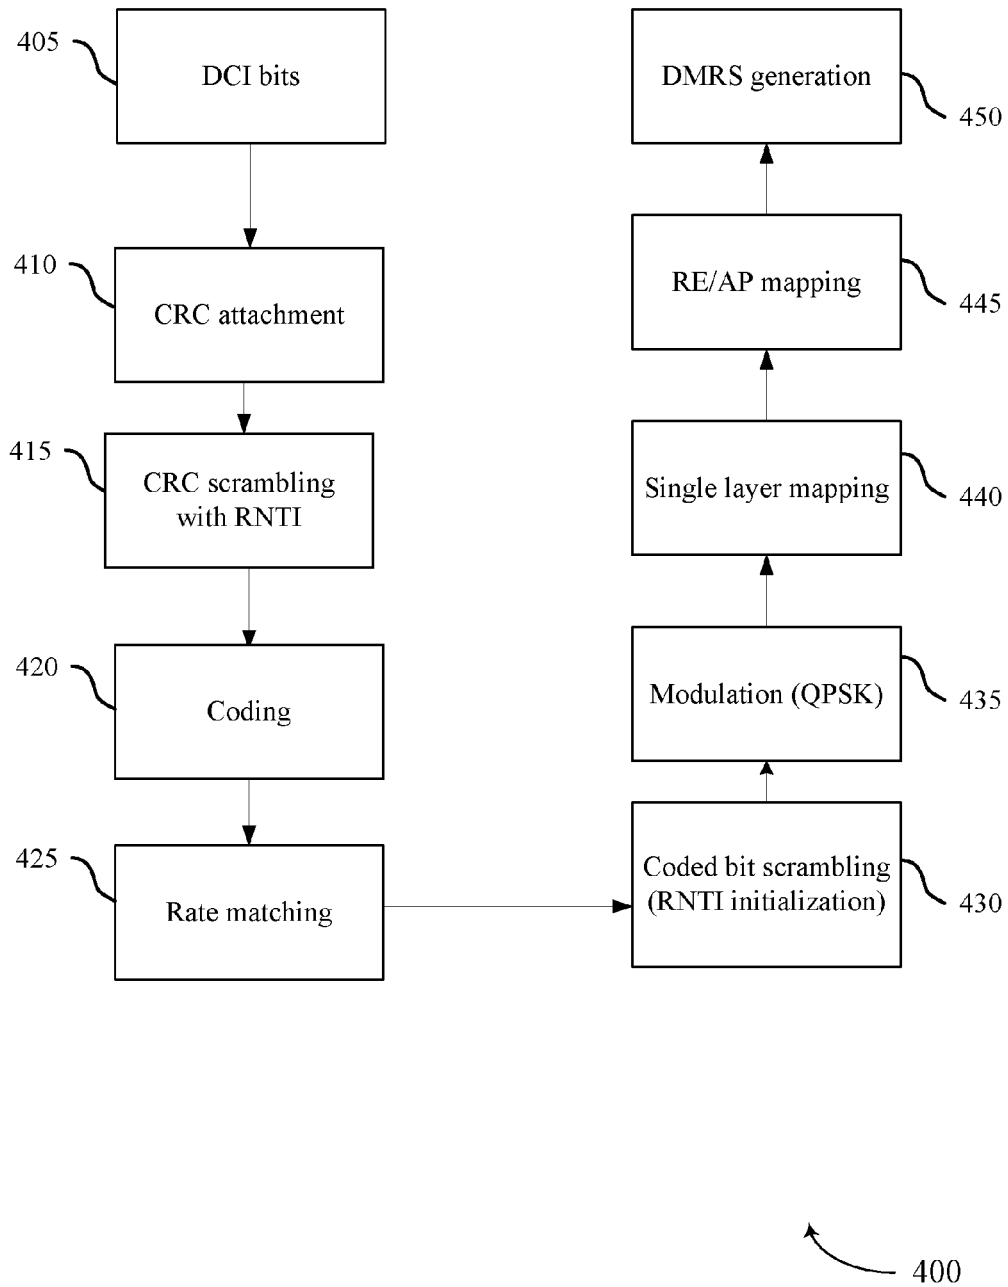 405
DCI bits
410
CRC attachment
415
CRC scrambling
with RNTI
420
Coding
425
Rate matching
Coded bit scrambling
(RNTI initialization)
430
Modulation (QPSK)
435
Single layer mapping
440
RE/AP mapping
445
DMRS generation
450
400